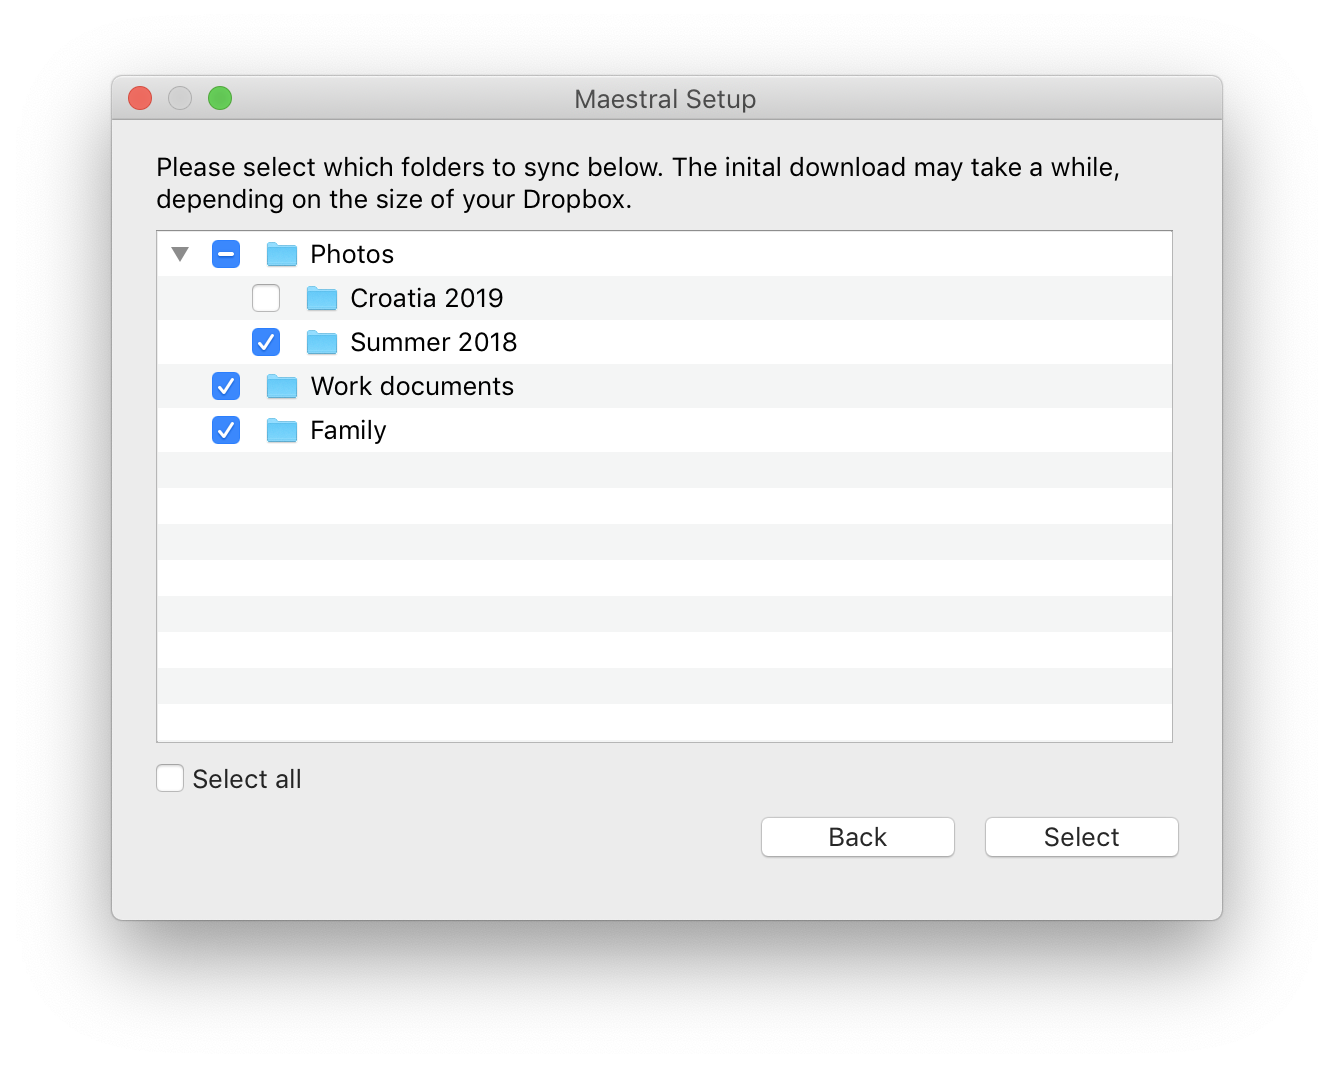 Maestral Setup
Please select which folders to sync below. The inital download may take a while,
depending on the size of your Dropbox.
Photos
Croatia 2019
Summer 2018
Work documents
Family
Select all
Back
Select